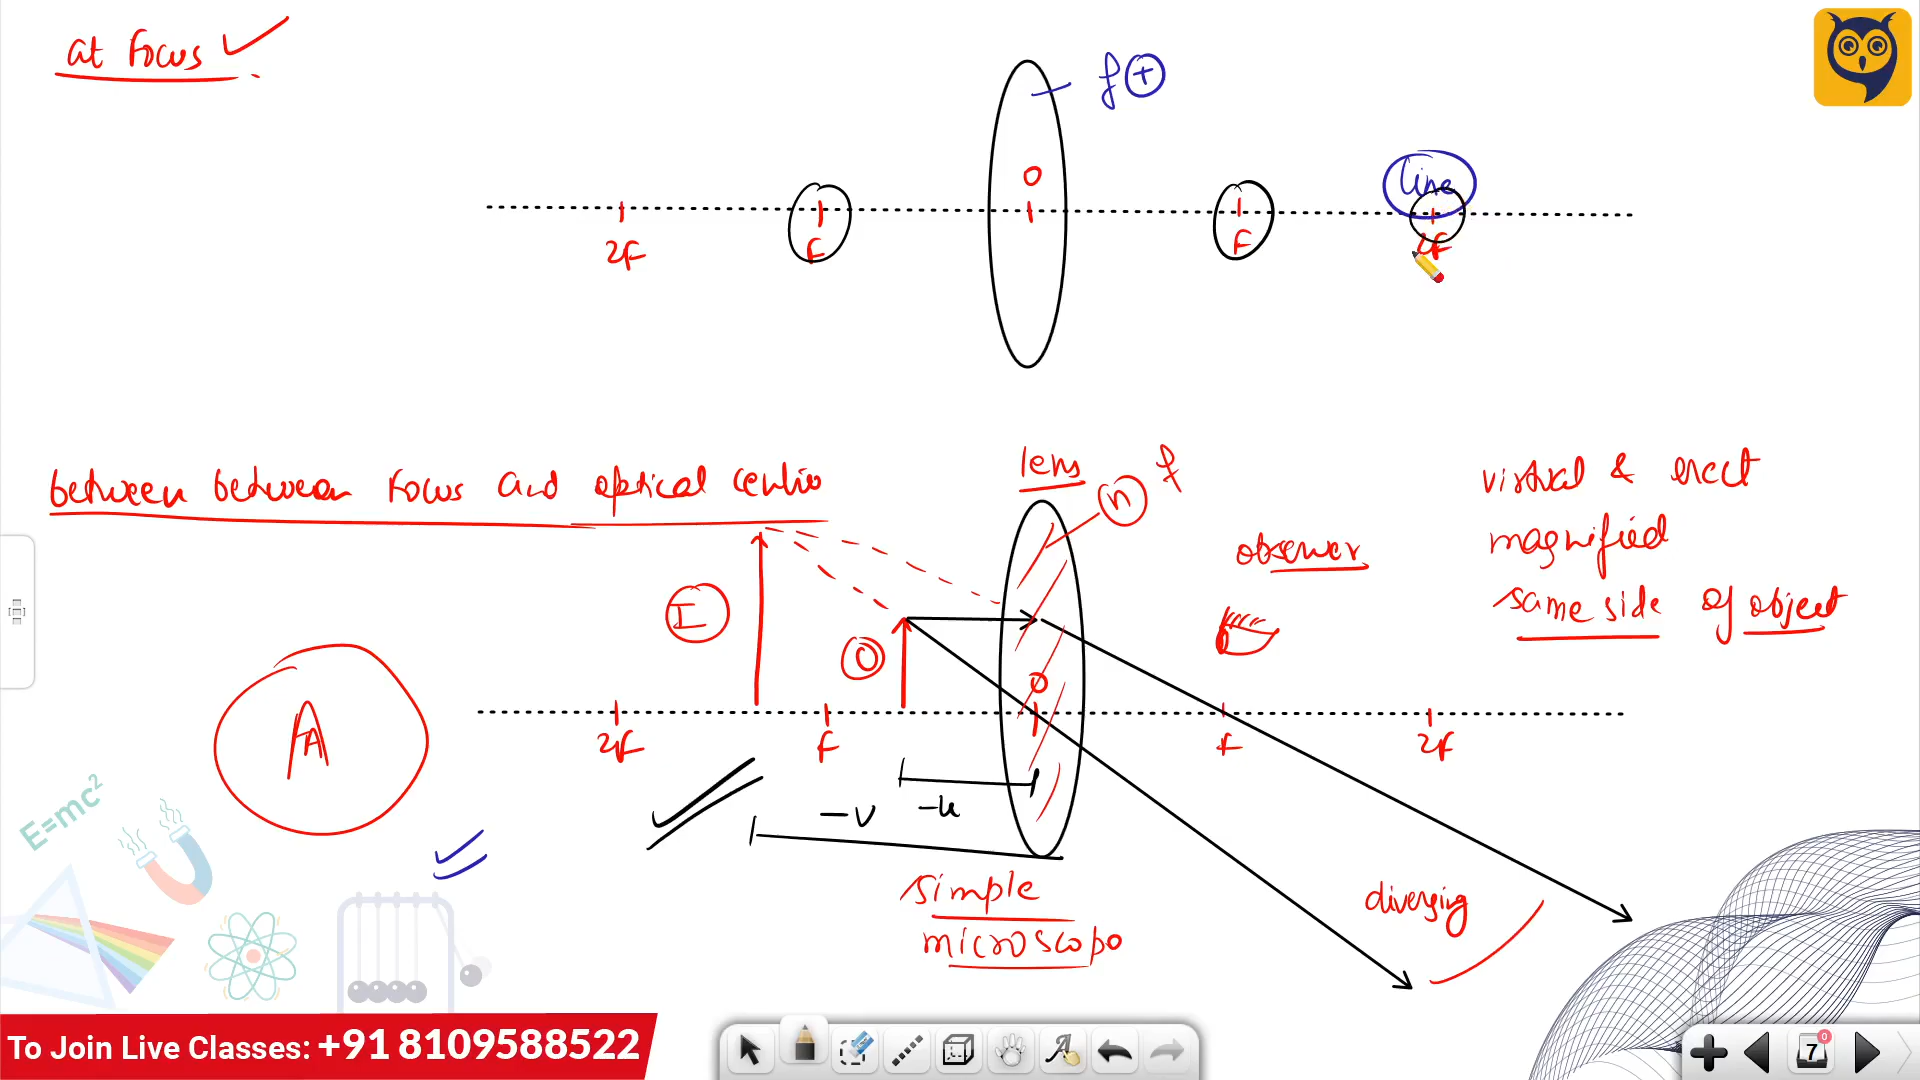 at focus
f +
O
line
2F
F
F
2F
between between focus and optical centre
lens
n f
virtual & erect
magnified
same side of object
observer
I
O
O
A
2F
F
F
2F
-u
-v
E=mc²
simple
microscope
diverging
To Join Live Classes: +91 8109588522
7
0